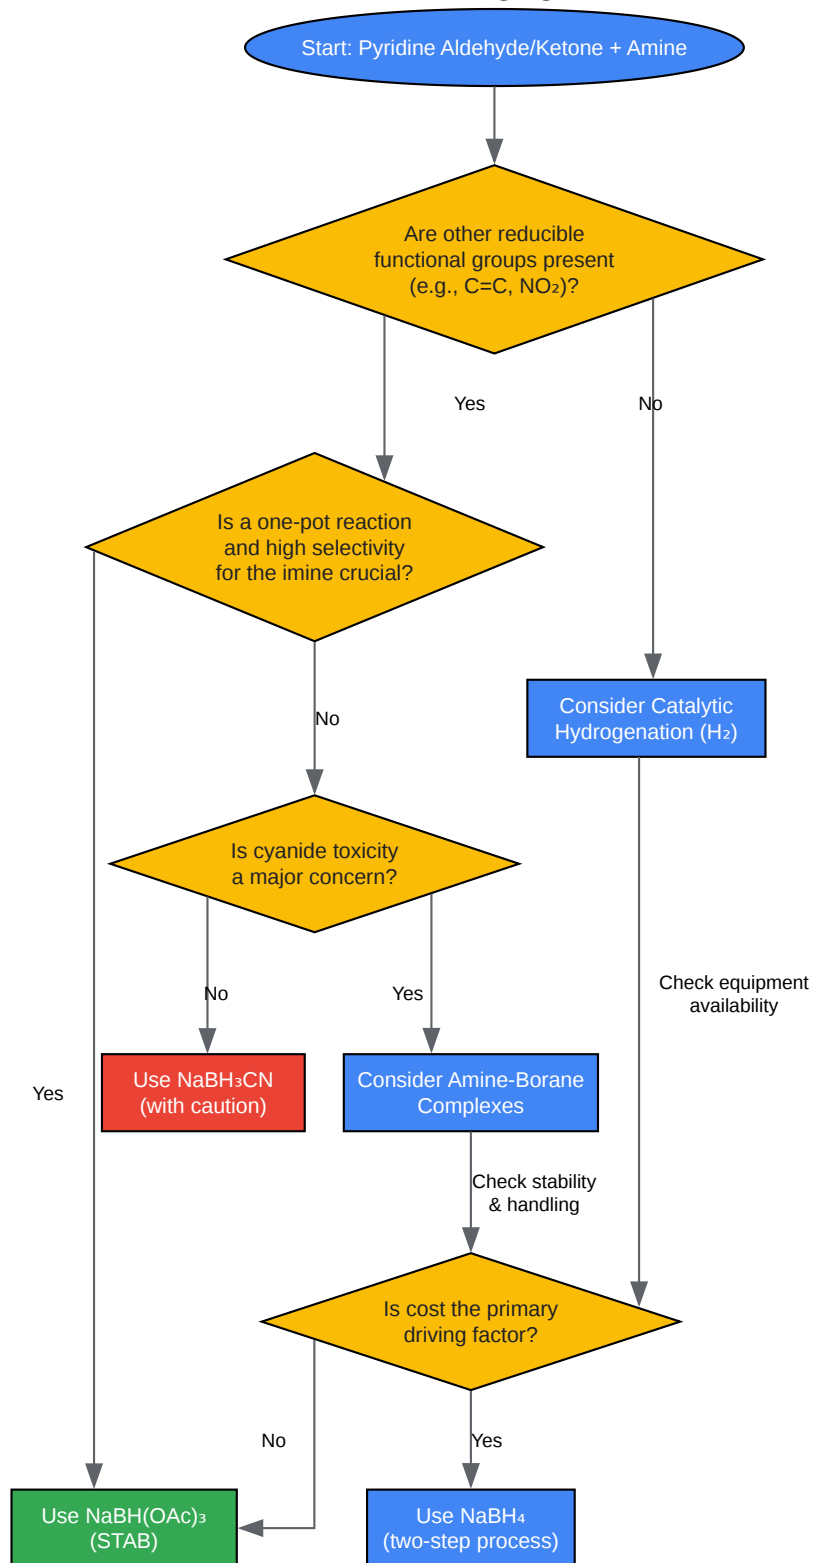 Start: Pyridine Aldehyde/Ketone + Amine
Are other reducible
functional groups present
(e.g., C=C, NO₂)?
Yes
No
Is a one-pot reaction
and high selectivity
for the imine crucial?
No
Consider Catalytic
Hydrogenation (H₂)
Is cyanide toxicity
a major concern?
No
Yes
Check equipment
availability
Yes
Use NaBH₃CN
(with caution)
Consider Amine-Borane
Complexes
Check stability
& handling
Is cost the primary
driving factor?
No
Yes
Use NaBH(OAc)₃
(STAB)
Use NaBH₄
(two-step process)